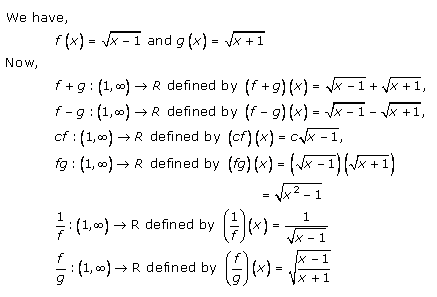 We have,
f(x) = √(x − 1) and g(x) = √(x + 1)
Now,
f + g : (1,∞) → R defined by (f + g)(x) = √(x − 1) + √(x + 1),
f − g : (1,∞) → R defined by (f − g)(x) = √(x − 1) − √(x + 1),
cf : (1,∞) → R defined by (cf)(x) = c√(x − 1),
fg : (1,∞) → R defined by (fg)(x) = (√(x − 1))(√(x + 1))
= √(x² − 1)
1/f : (1,∞) → R defined by (1/f)(x) = 1/√(x − 1)
f/g : (1,∞) → R defined by (f/g)(x) = √((x − 1)/(x + 1))